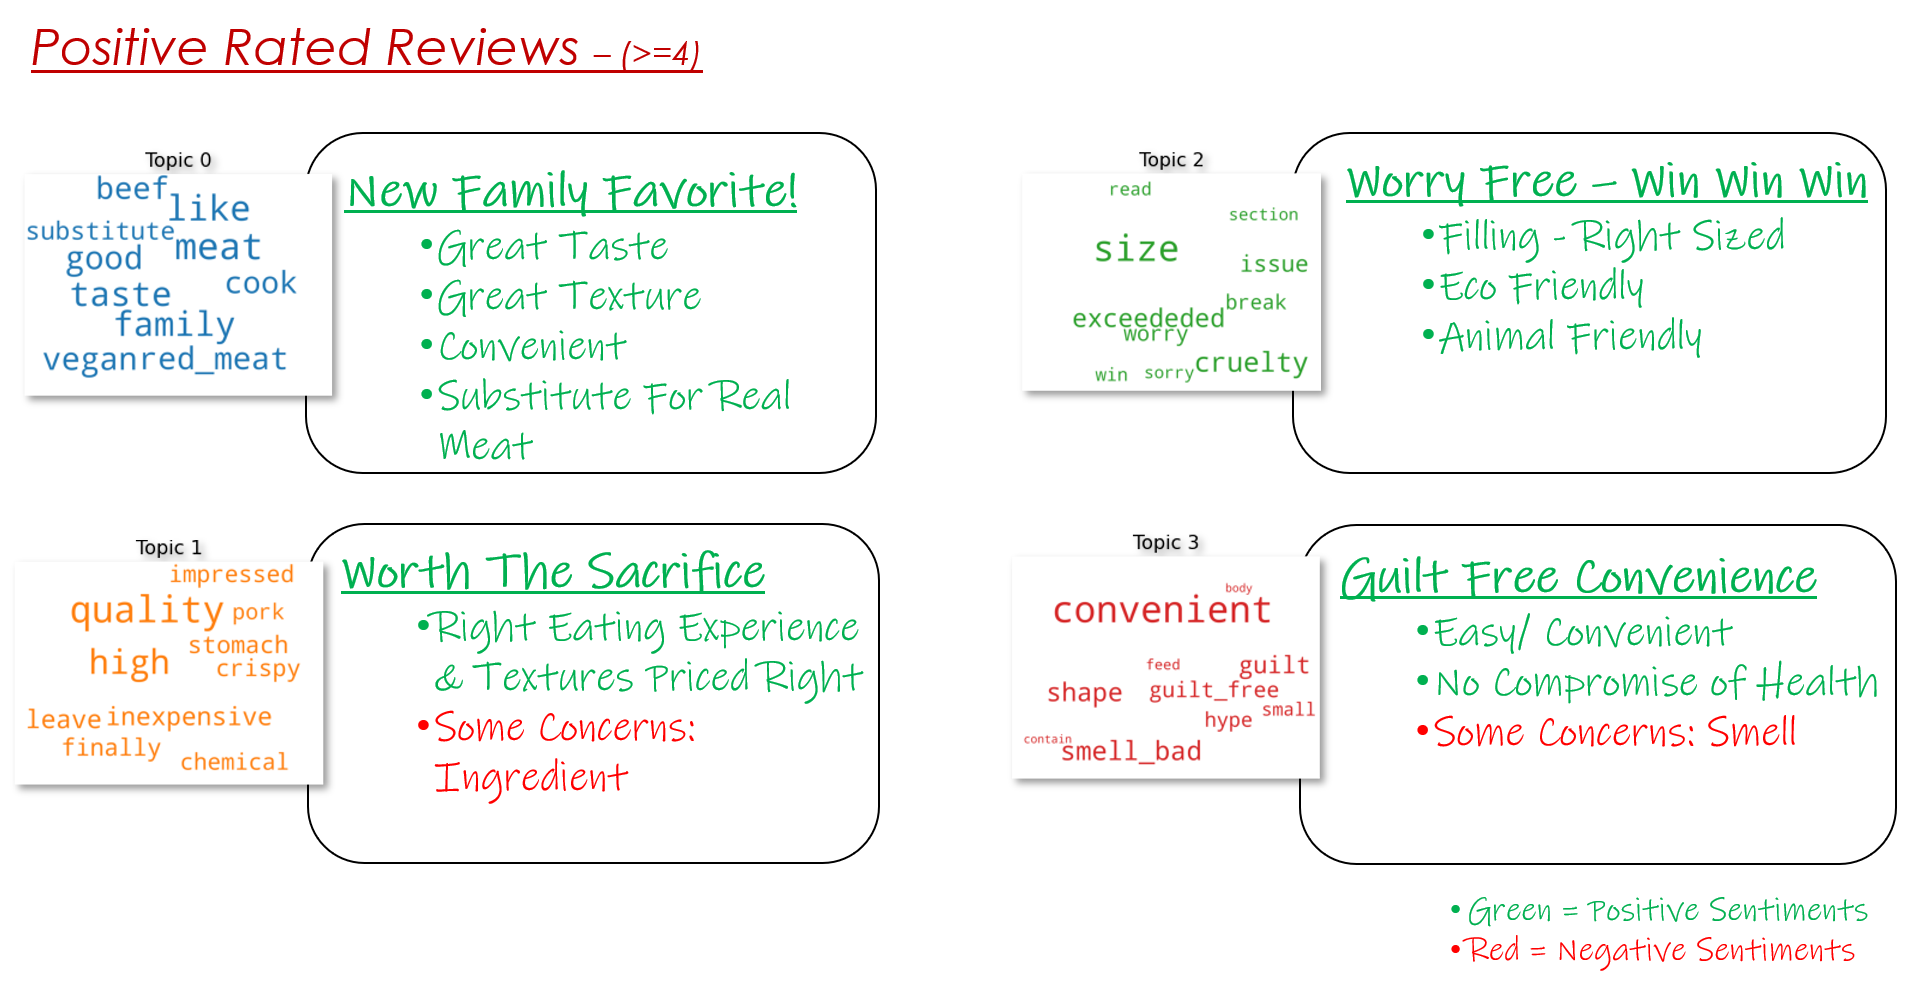 Positive Rated Reviews – (>=4)
Topic 0
beef
like
substitute
meat
good
cook
taste
family
veganred_meat
New Family Favorite!
•Great Taste
•Great Texture
•Convenient
•Substitute For Real
Meat
Topic 2
read
section
size
issue
break
exceededed
worry
cruelty
win
sorry
Worry Free – Win Win Win
•Filling - Right Sized
•Eco Friendly
•Animal Friendly
Topic 1
impressed
quality
pork
stomach
high
crispy
leave
inexpensive
finally
chemical
Worth The Sacrifice
•Right Eating Experience
& Textures Priced Right
•Some Concerns:
Ingredient
Topic 3
body
convenient
feed
guilt
shape
guilt_free
small
hype
contain
smell_bad
Guilt Free Convenience
•Easy/ Convenient
•No Compromise of Health
•Some Concerns: Smell
•Green = Positive Sentiments
•Red = Negative Sentiments